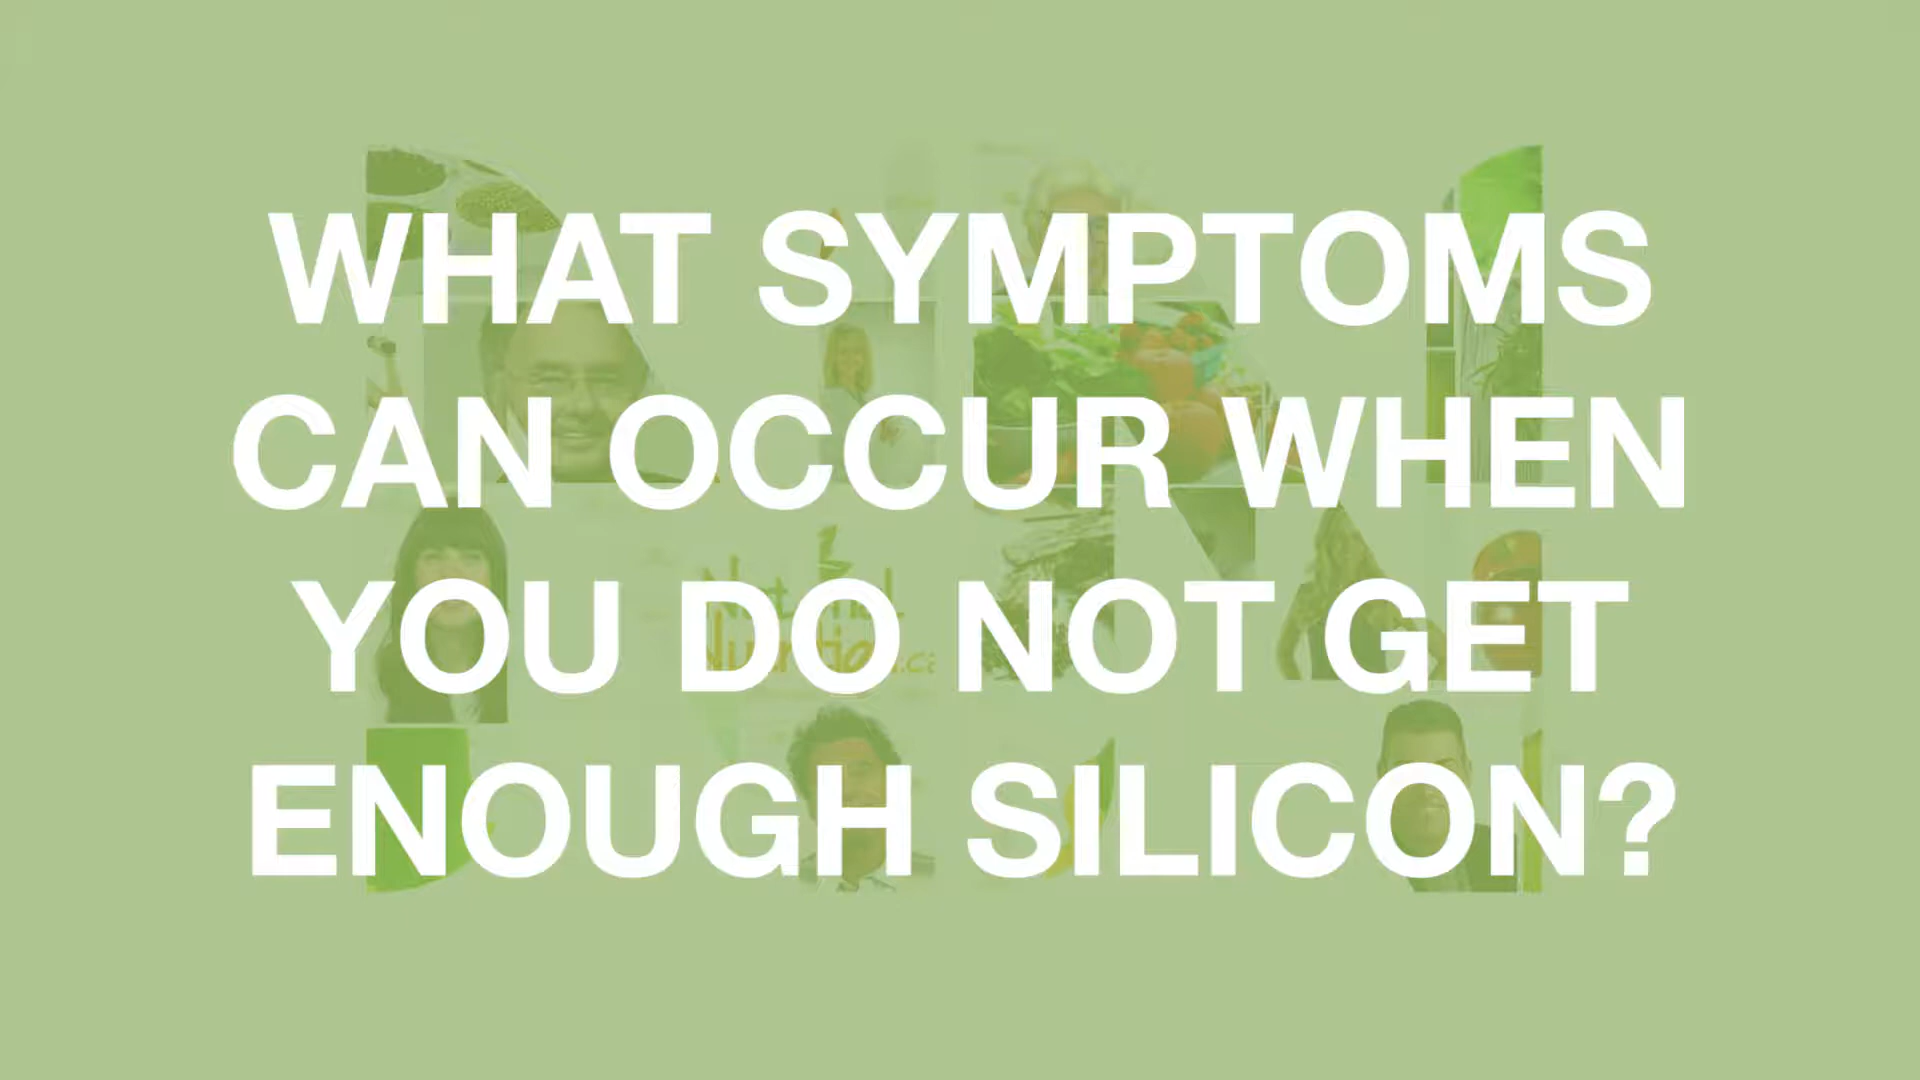 WHAT SYMPTOMS
CAN OCCUR WHEN
YOU DO NOT GET
ENOUGH SILICON?